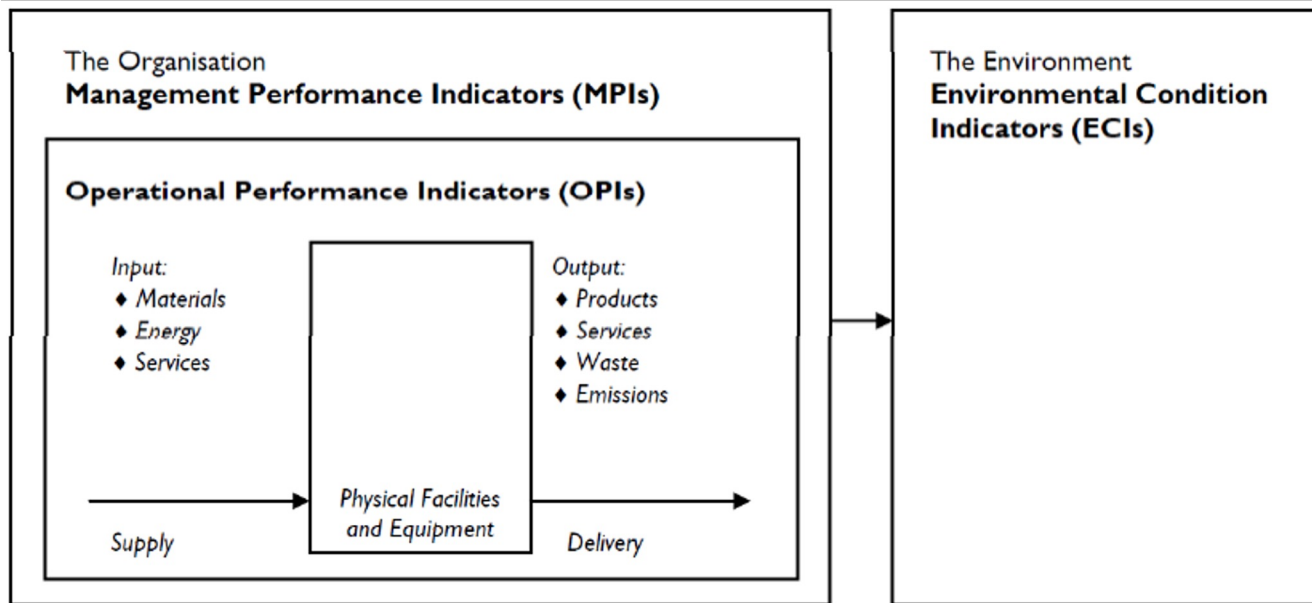 The Organisation
Management Performance Indicators (MPIs)
Operational Performance Indicators (OPIs)
Input:
♦ Materials
♦ Energy
♦ Services
Output:
♦ Products
♦ Services
♦ Waste
♦ Emissions
Supply
Physical Facilities
and Equipment
Delivery
The Environment
Environmental Condition
Indicators (ECIs)